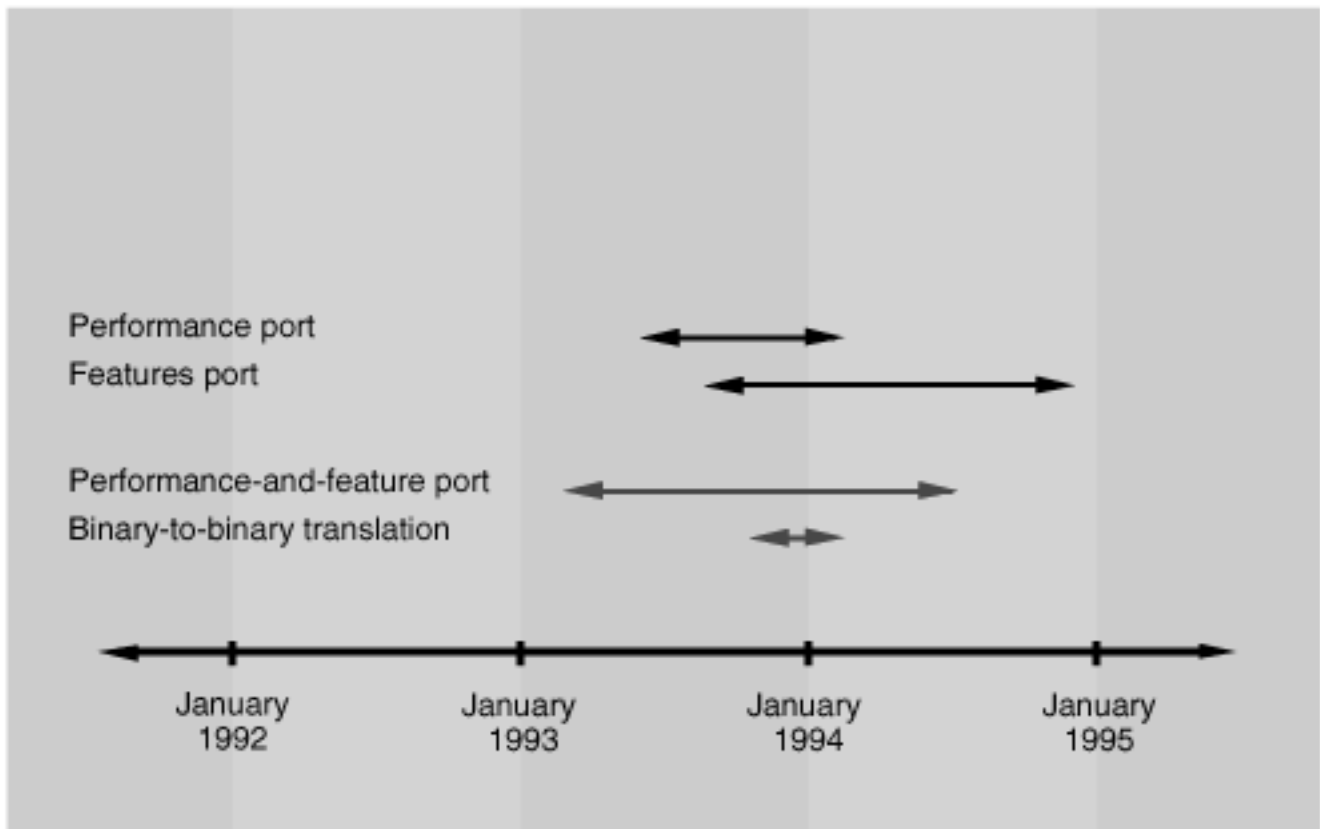 Performance port
Features port
Performance-and-feature port
Binary-to-binary translation
January January January January
1992 1993 1994 1995